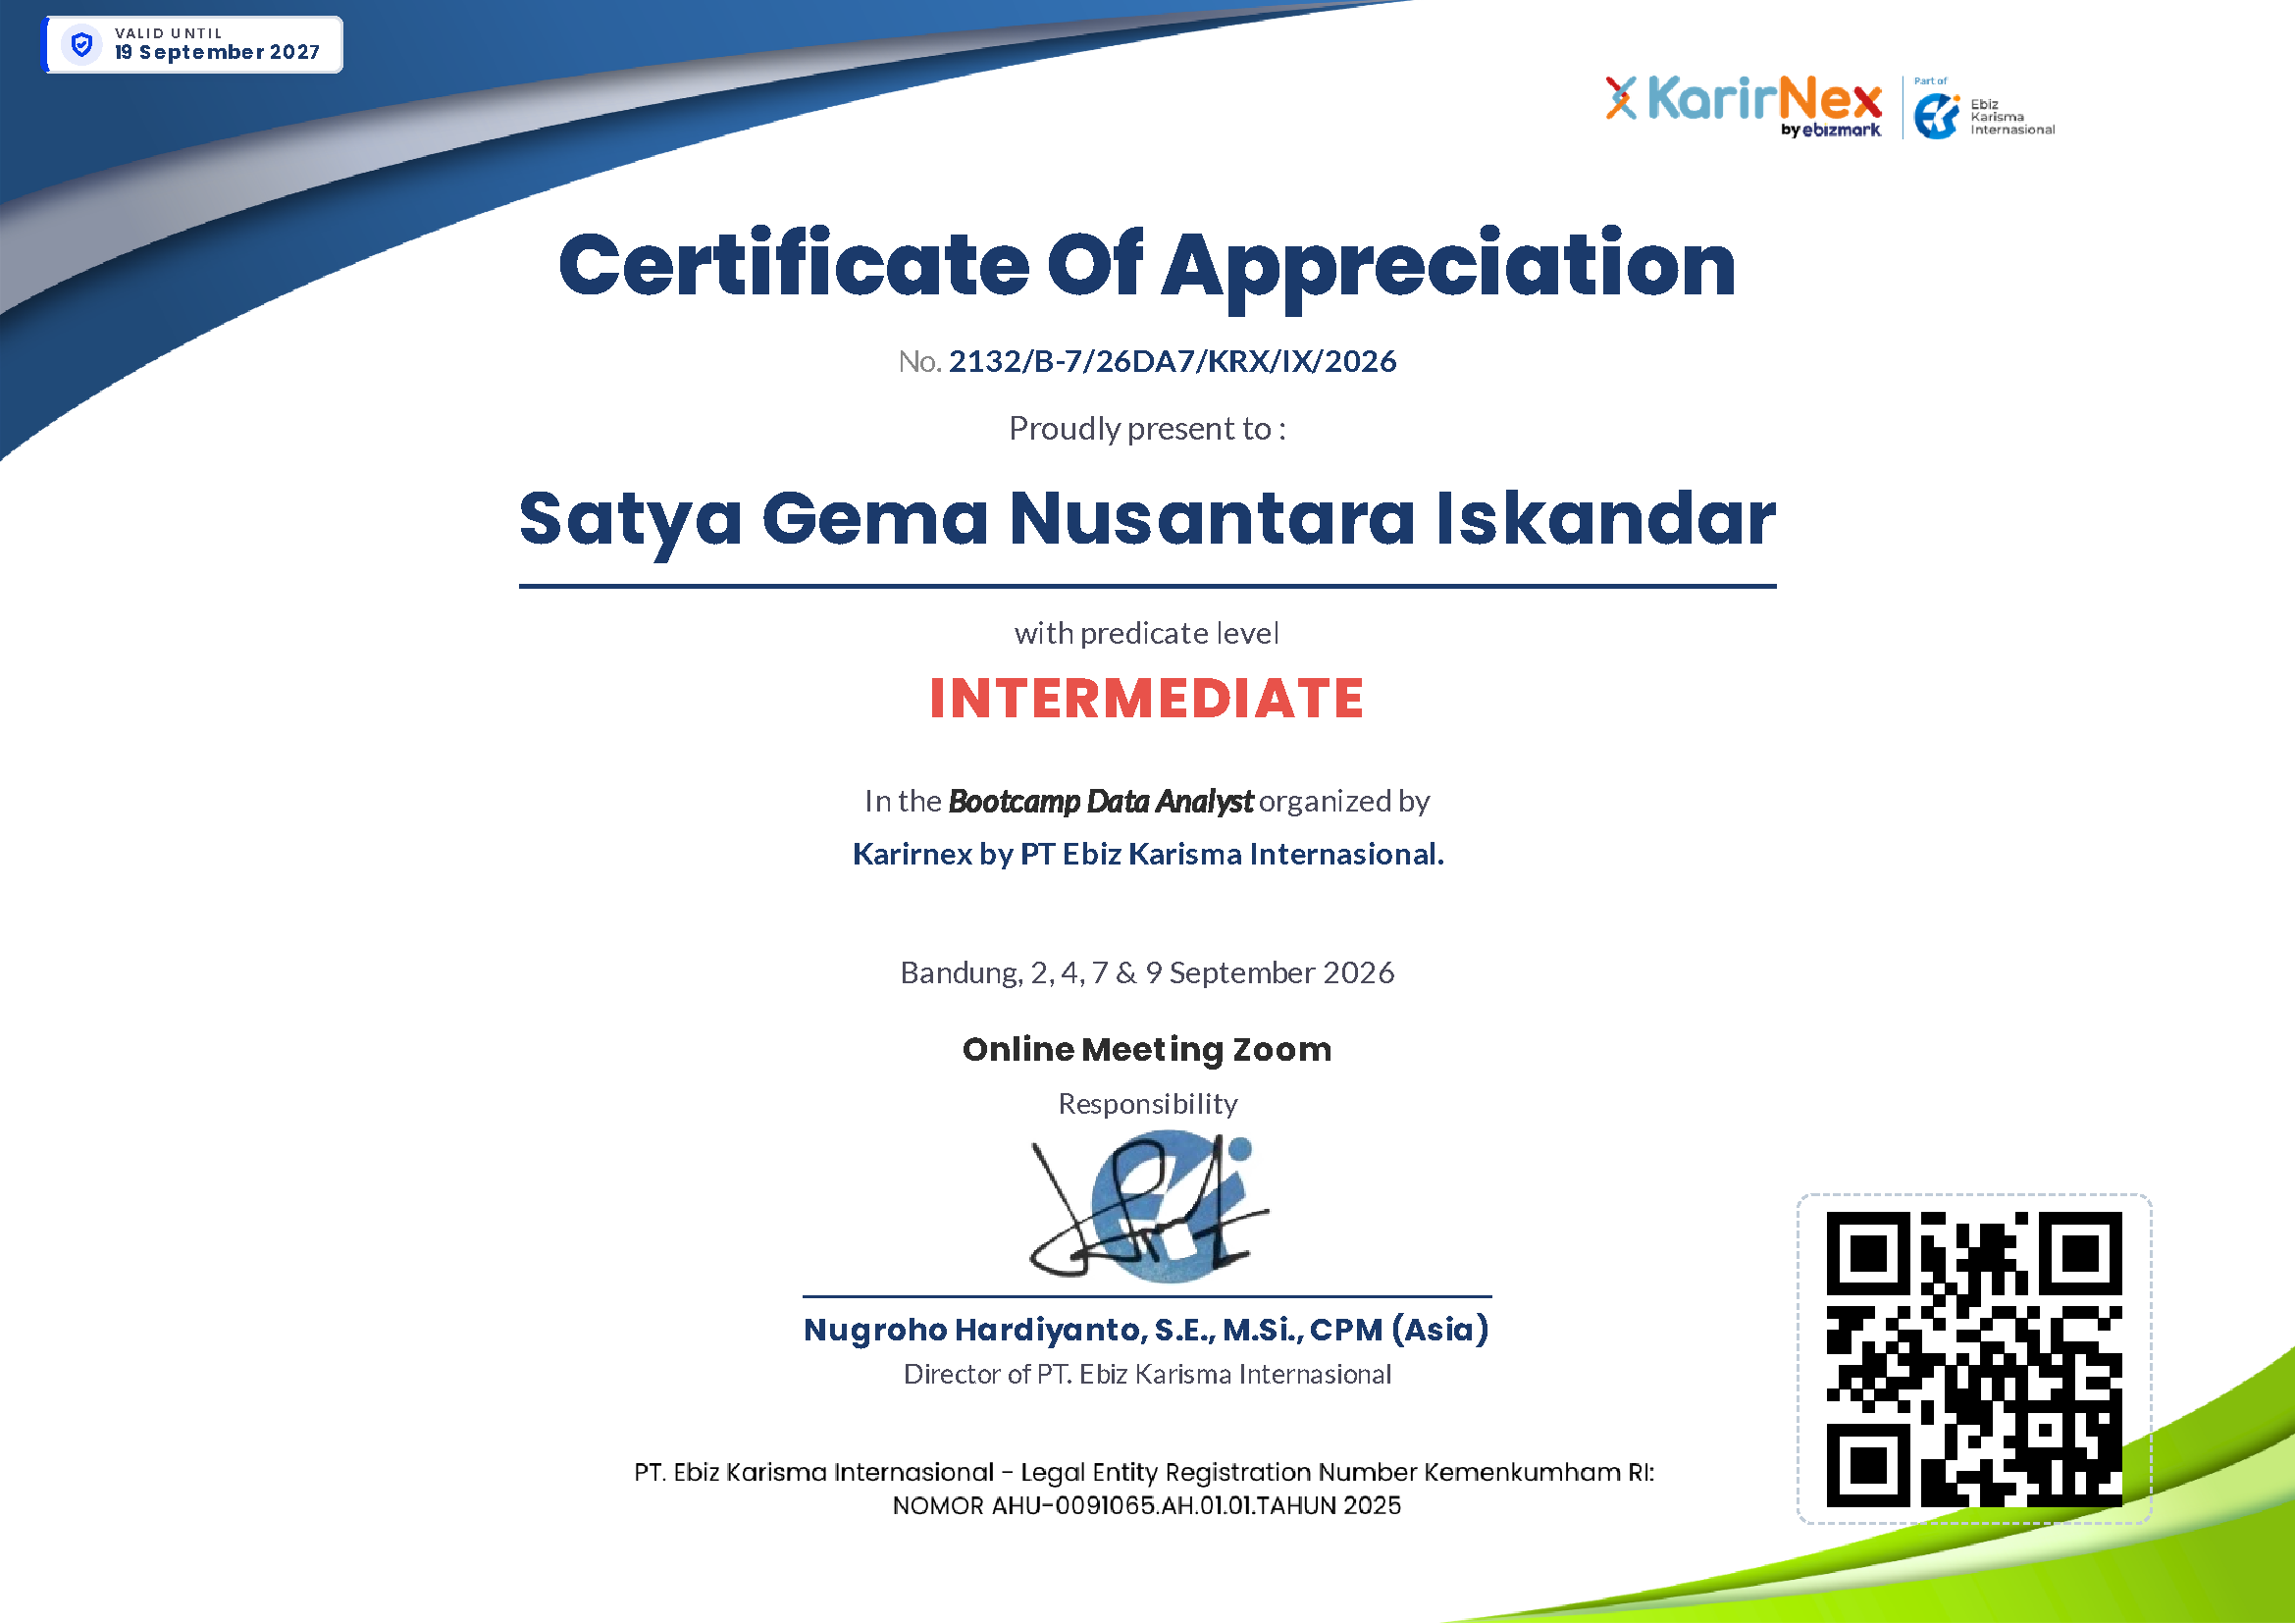 VALID UNTIL
19 September 2027
KarirNex
by ebizmark
Part of
Ebiz
Karisma
Internasional
Certificate Of Appreciation
No. 2132/B-7/26DA7/KRX/IX/2026
Proudly present to :
Satya Gema Nusantara Iskandar
with predicate level
INTERMEDIATE
In the Bootcamp Data Analyst organized by
Karirnex by PT Ebiz Karisma Internasional.
Bandung, 2, 4, 7 & 9 September 2026
Online Meeting Zoom
Responsibility
Nugroho Hardiyanto, S.E., M.Si., CPM (Asia)
Director of PT. Ebiz Karisma Internasional
PT. Ebiz Karisma Internasional - Legal Entity Registration Number Kemenkumham RI:
NOMOR AHU-0091065.AH.01.01.TAHUN 2025